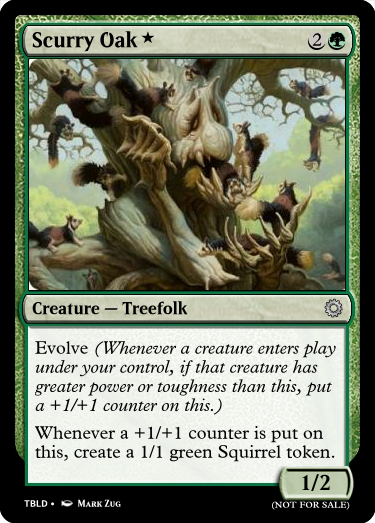 Scurry Oak ★ 2
Creature — Treefolk
Evolve (Whenever a creature enters play
under your control, if that creature has
greater power or toughness than this, put
a +1/+1 counter on this.)
Whenever a +1/+1 counter is put on
this, create a 1/1 green Squirrel token.
1/2
TBLD • Mark Zug
(NOT FOR SALE)